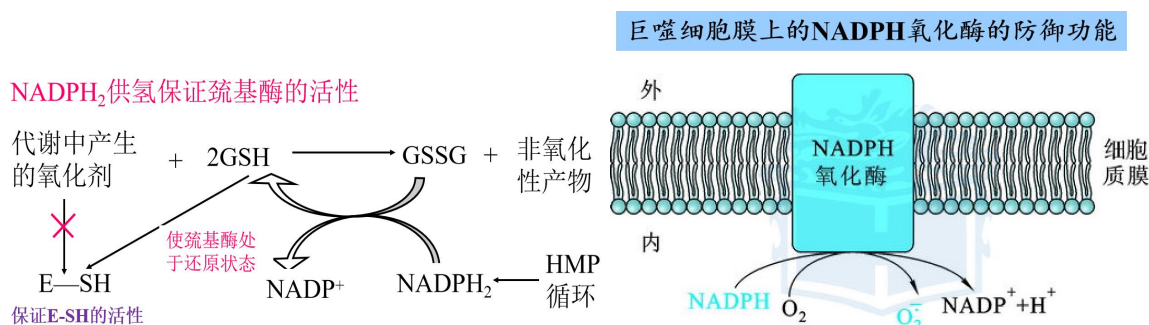 巨噬细胞膜上的NADPH氧化酶的防御功能
NADPH₂供氢保证巯基酶的活性
代谢中产生
的氧化剂
+
2GSH
GSSG
+
非氧化
性产物
使巯基酶处
于还原状态
E—SH
NADP⁺
NADPH₂
HMP
循环
保证E-SH的活性
外
NADPH
氧化酶
细胞
质膜
内
NADPH
O₂
O₂⁻
NADP⁺+H⁺